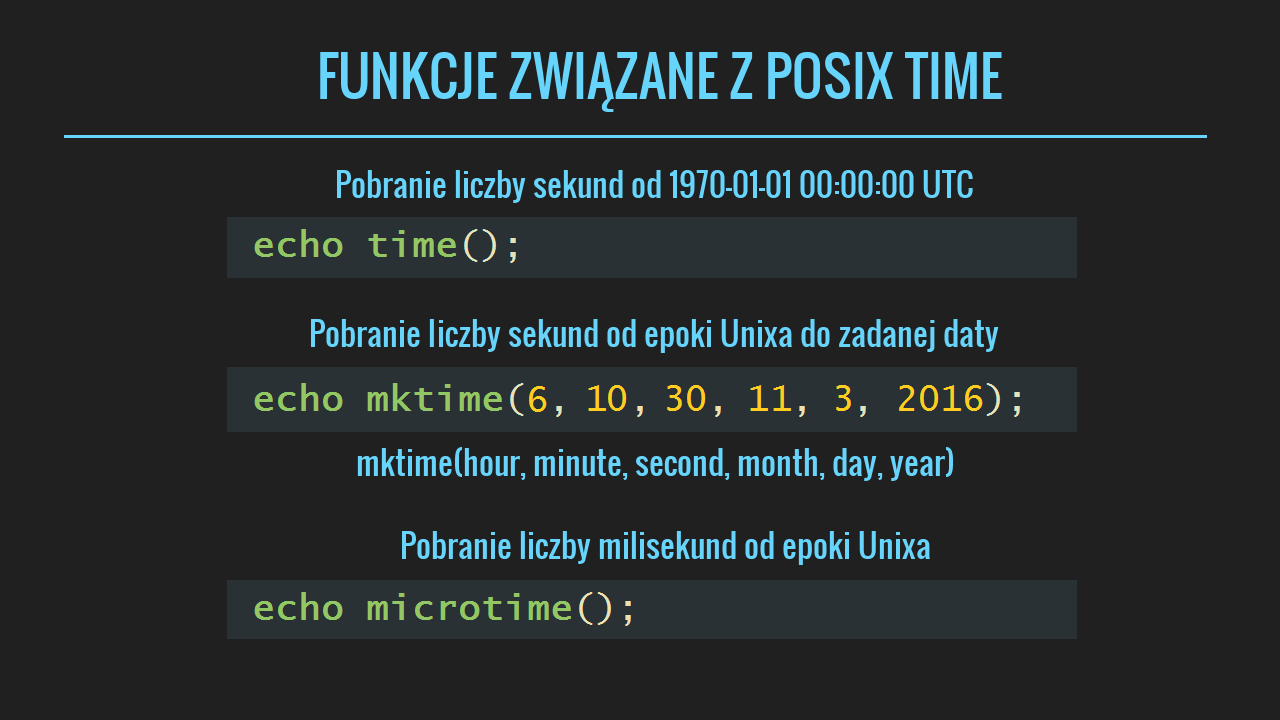 FUNKCJE ZWIĄZANE Z POSIX TIME
Pobranie liczby sekund od 1970-01-01 00:00:00 UTC
echo time();
Pobranie liczby sekund od epoki Unixa do zadanej daty
echo mktime(6, 10, 30, 11, 3, 2016);
mktime(hour, minute, second, month, day, year)
Pobranie liczby milisekund od epoki Unixa
echo microtime();